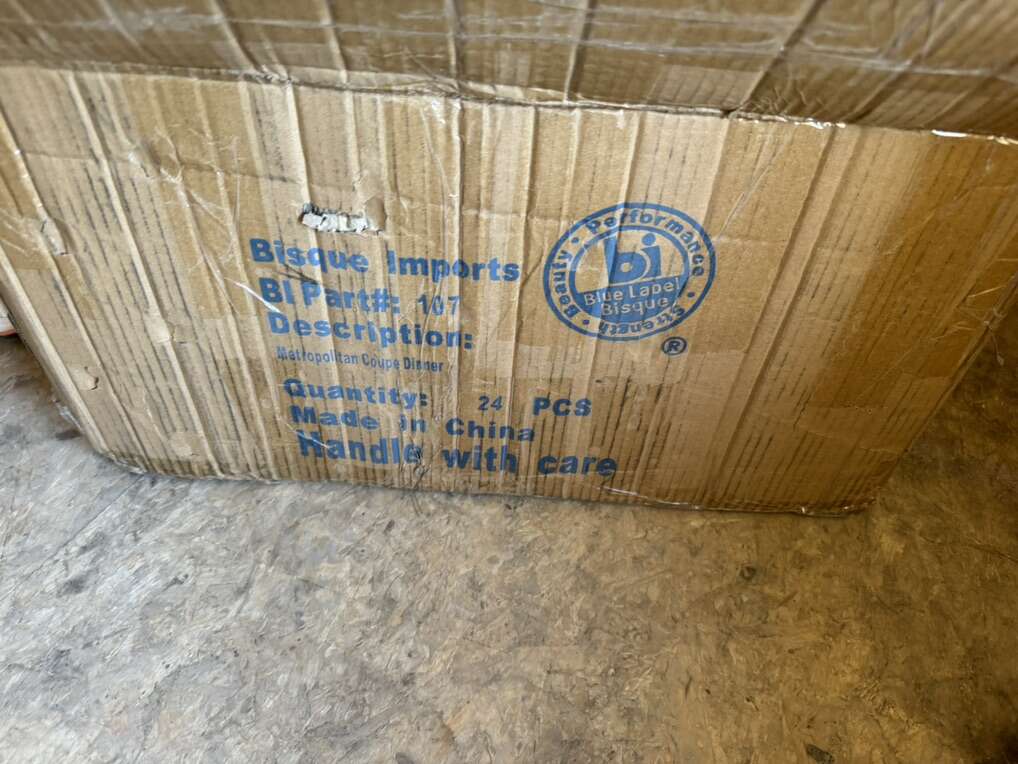 Bisque Imports
BI Part#: 107
Description:
Metropolitan Coupe Dinner
Quantity: 24 PCS
Made in China
Handle with care
Beauty • Performance • Strength •
bi
Blue Label
Bisque
®